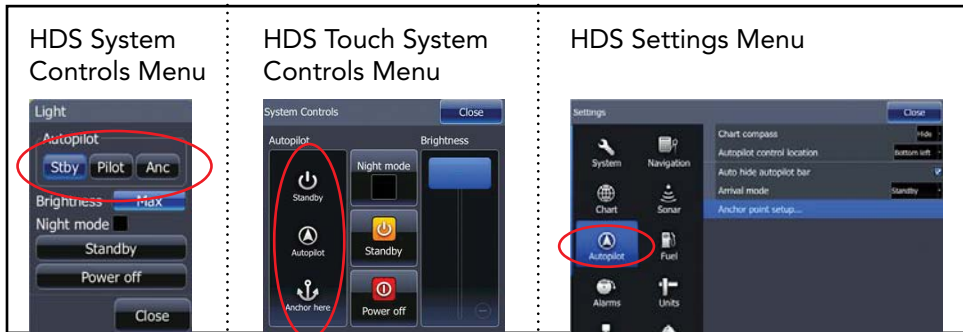 HDS System
Controls Menu
Light
Autopilot
Stby Pilot Anc
Brightness Max
Night mode
Standby
Power off
Close
HDS Touch System
Controls Menu
System Controls Close
Autopilot Brightness
Night mode
Standby
Standby
Autopilot
Anchor here
Power off
HDS Settings Menu
Settings Close
System Navigation
Chart Sonar
Autopilot Fuel
Alarms Units
Chart compass Hide
Autopilot control location Bottom left
Auto hide autopilot bar
Arrival mode Standby
Anchor point setup...